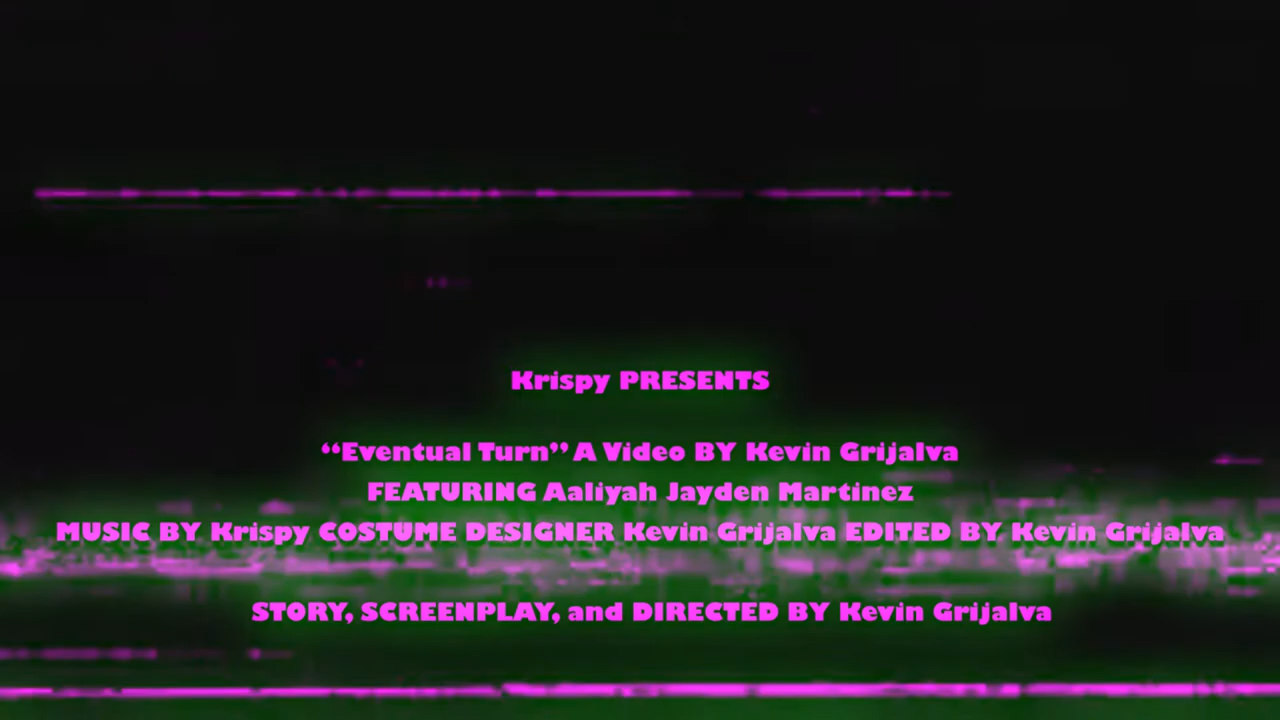 Krispy PRESENTS
“Eventual Turn” A Video BY Kevin Grijalva
FEATURING Aaliyah Jayden Martinez
MUSIC BY Krispy COSTUME DESIGNER Kevin Grijalva EDITED BY Kevin Grijalva
STORY, SCREENPLAY, and DIRECTED BY Kevin Grijalva